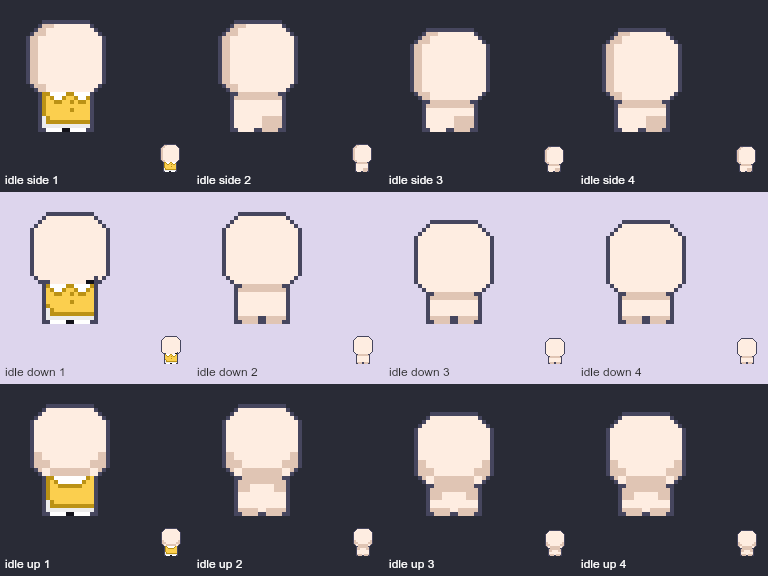 idle side 1
idle side 2
idle side 3
idle side 4
idle down 1
idle down 2
idle down 3
idle down 4
idle up 1
idle up 2
idle up 3
idle up 4